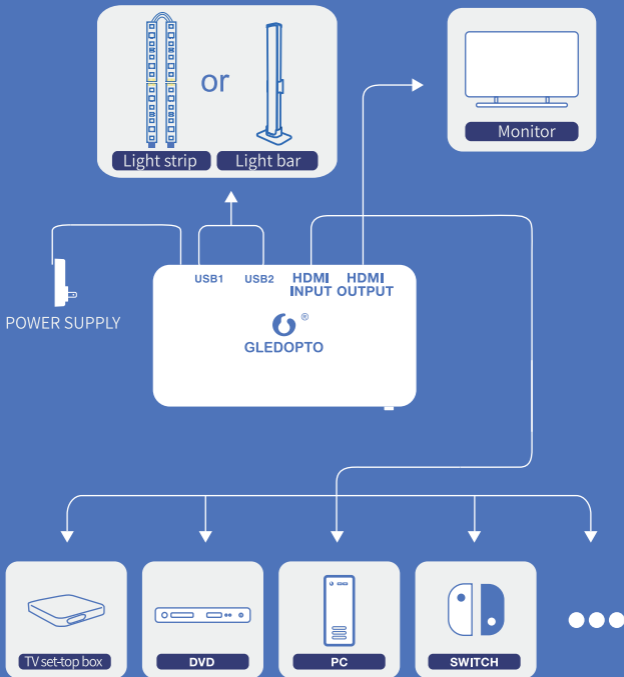 or
Light strip
Light bar
Monitor
USB1
USB2
HDMI INPUT
HDMI OUTPUT
POWER SUPPLY
®
GLEDOPTO
TV set-top box
DVD
PC
SWITCH